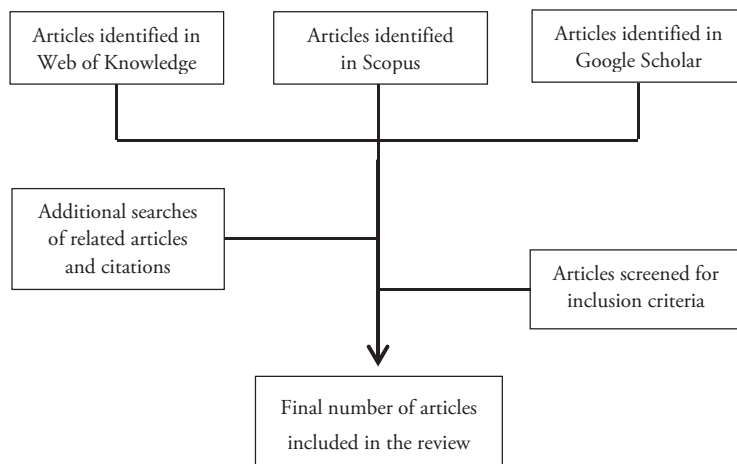 Articles identified in
Web of Knowledge
Articles identified
in Scopus
Articles identified in
Google Scholar
Additional searches
of related articles
and citations
Articles screened for
inclusion criteria
Final number of articles
included in the review